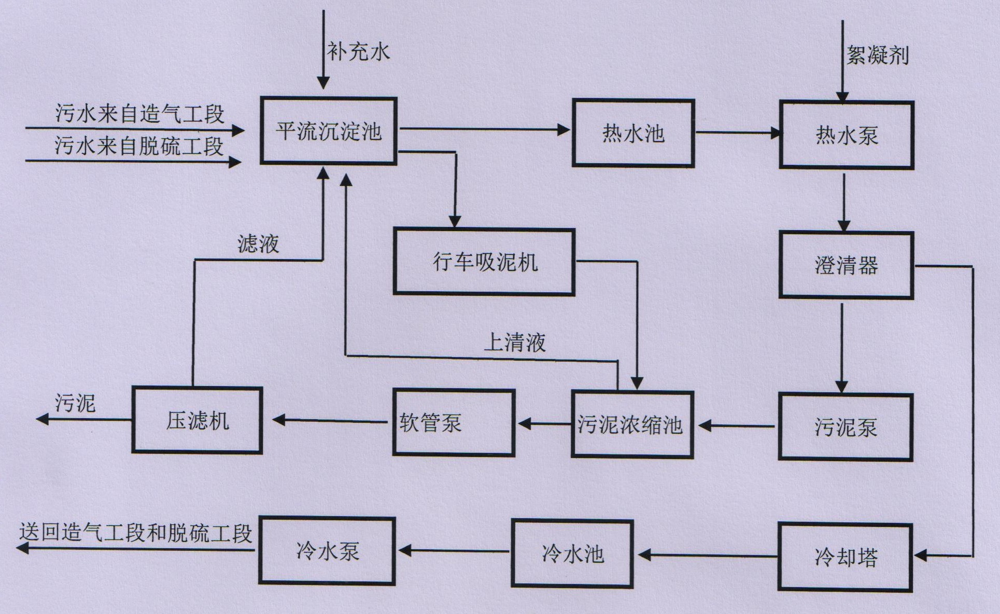 补充水
絮凝剂
污水来自造气工段
污水来自脱硫工段
平流沉淀池
热水池
热水泵
滤液
行车吸泥机
澄清器
上清液
污泥
压滤机
软管泵
污泥浓缩池
污泥泵
送回造气工段和脱硫工段
冷水泵
冷水池
冷却塔